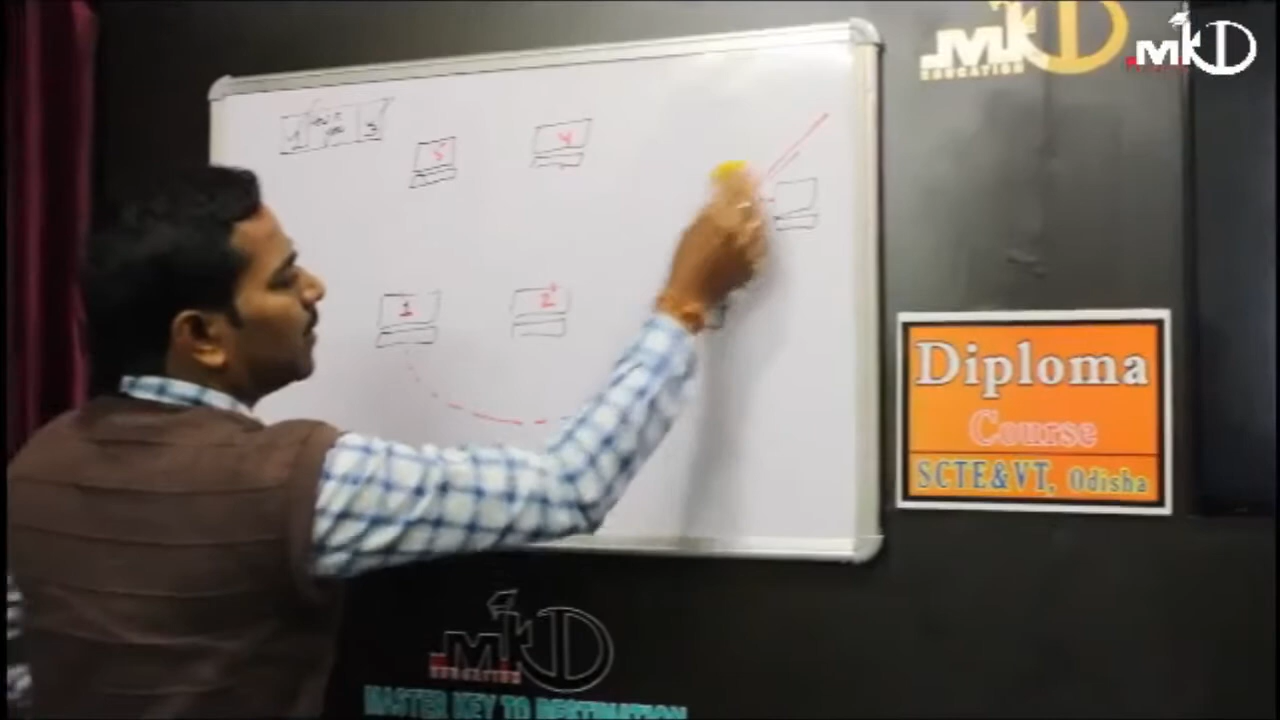 MKD
EDUCATION
MKD
1
3
5
4
1
2
Diploma
Course
SCTE&VT, Odisha
MKD
EDUCATION
MASTER KEY TO DESTINATION